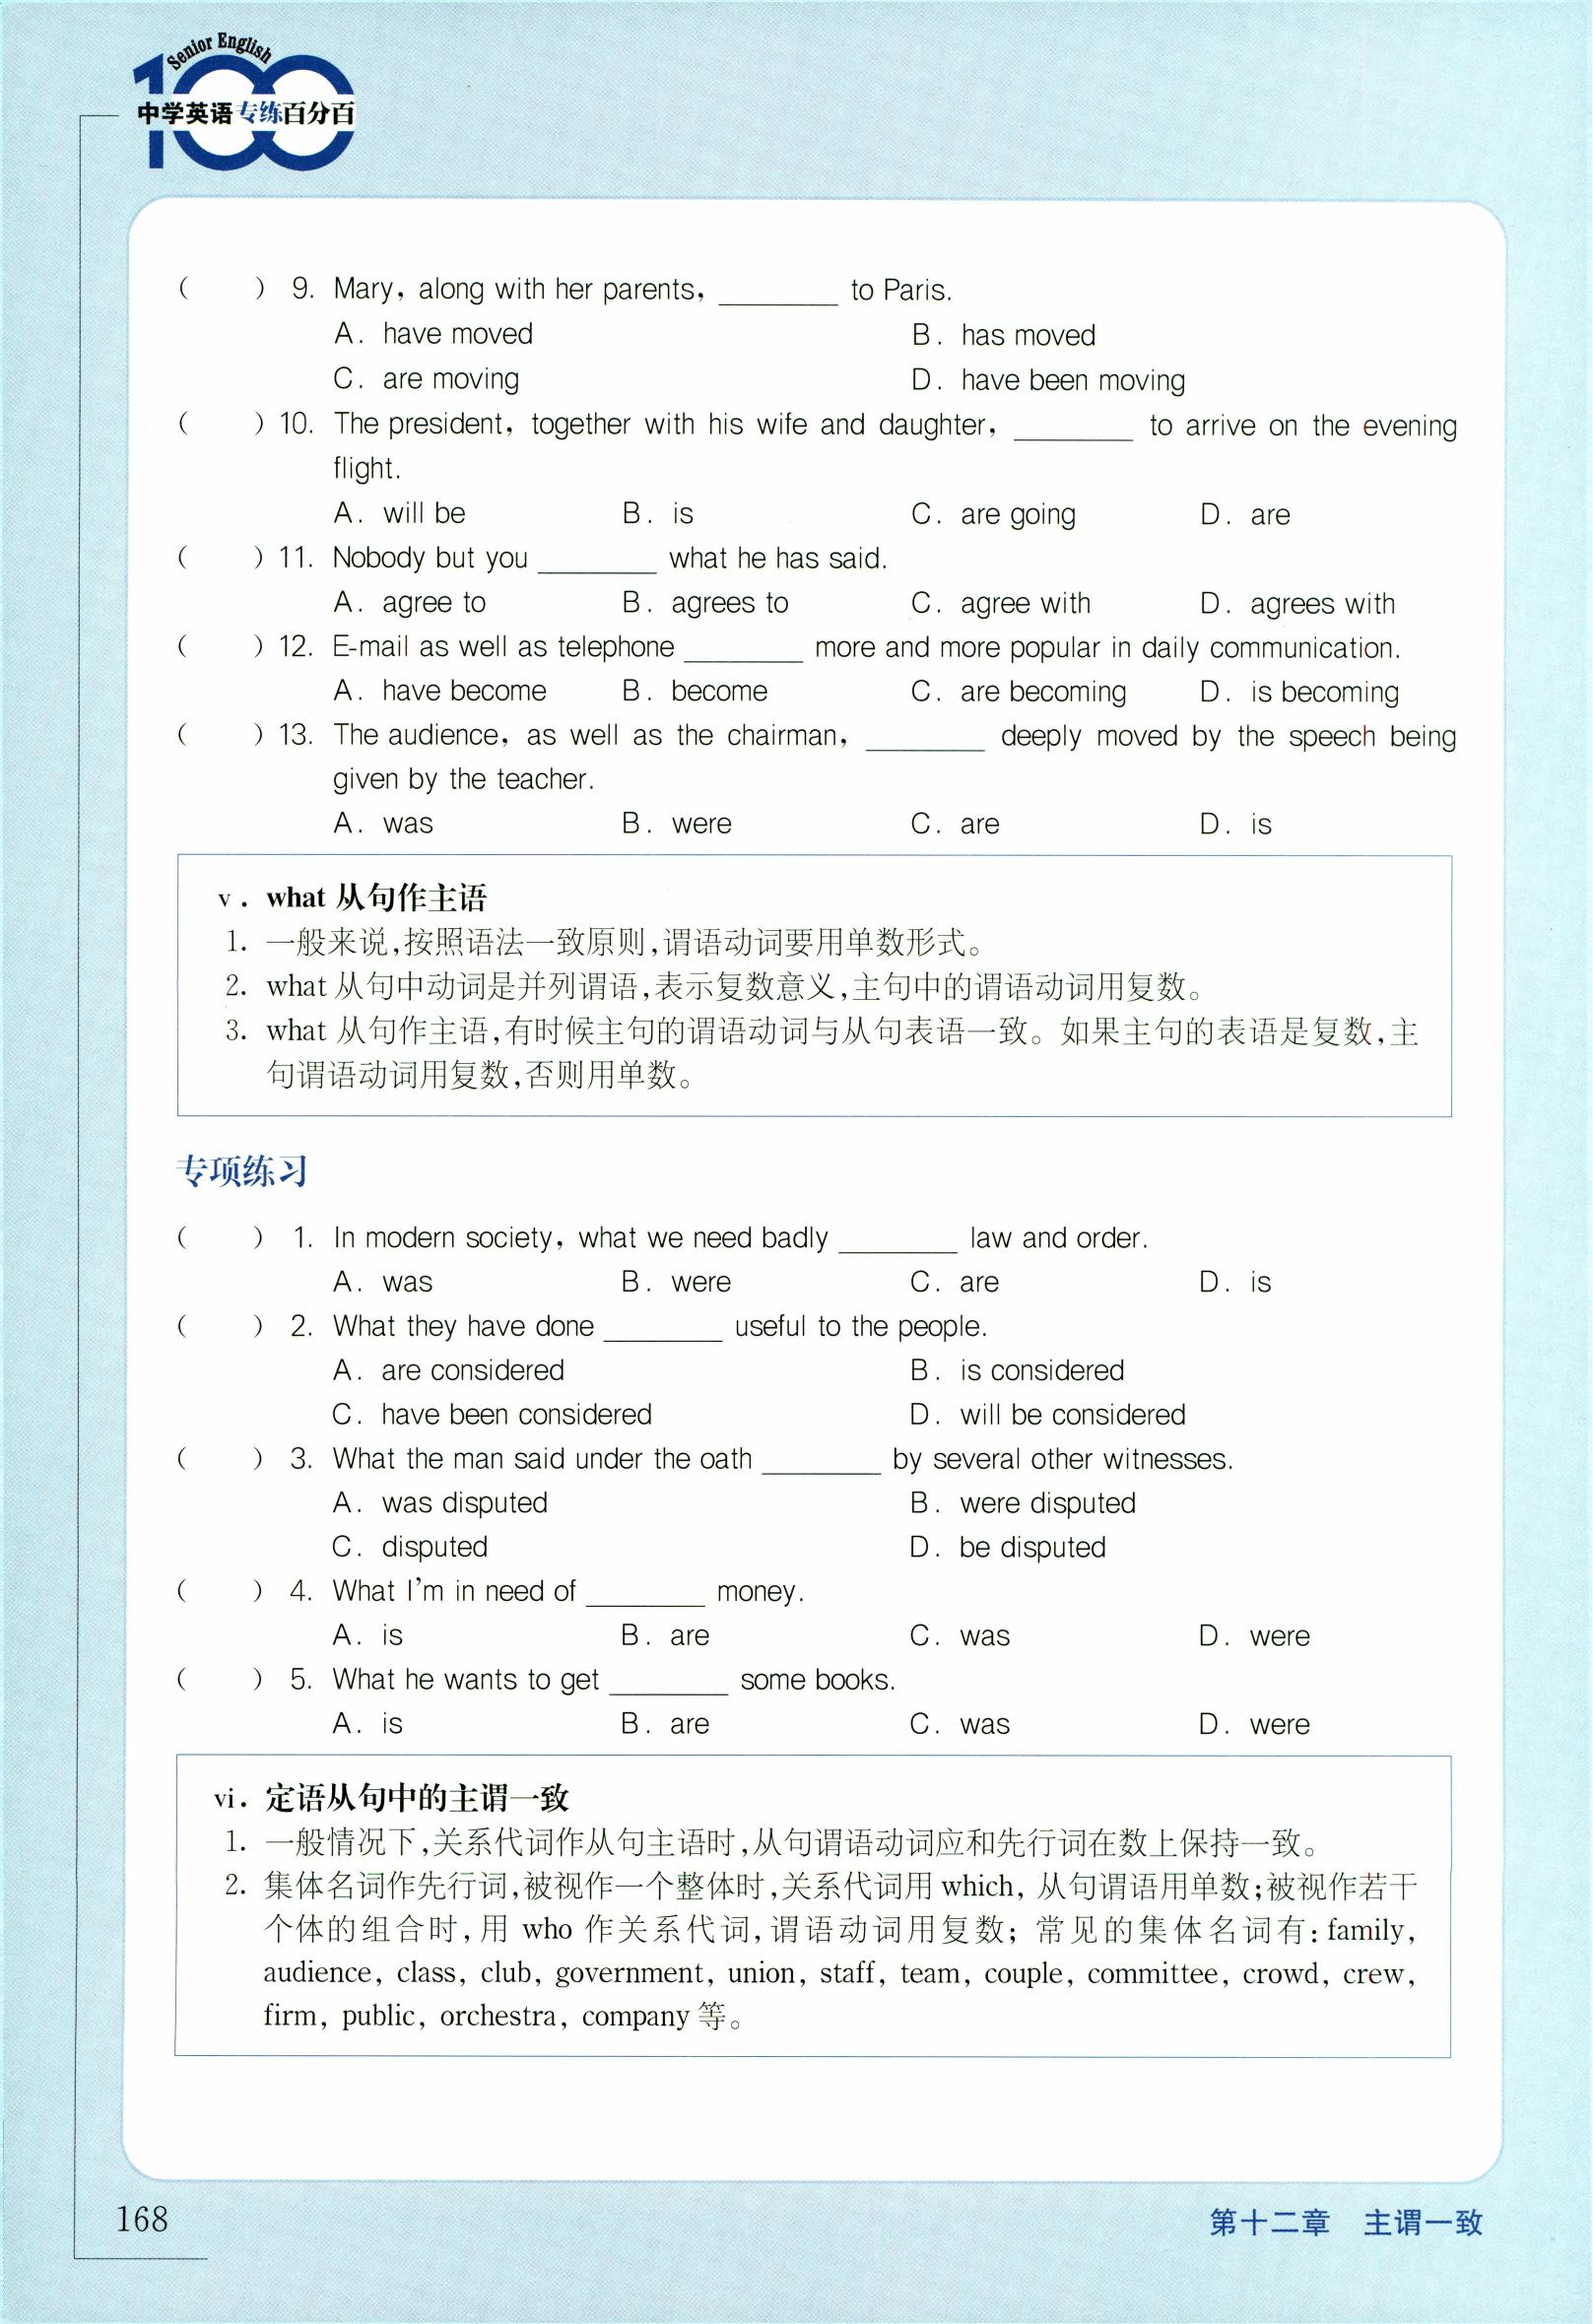 Senior English
100
中学英语专练百分百
(  ) 9. Mary, along with her parents, ________ to Paris.
A. have moved B. has moved
C. are moving D. have been moving
(  ) 10. The president, together with his wife and daughter, ________ to arrive on the evening
flight.
A. will be B. is C. are going D. are
(  ) 11. Nobody but you ________ what he has said.
A. agree to B. agrees to C. agree with D. agrees with
(  ) 12. E-mail as well as telephone ________ more and more popular in daily communication.
A. have become B. become C. are becoming D. is becoming
(  ) 13. The audience, as well as the chairman, ________ deeply moved by the speech being
given by the teacher.
A. was B. were C. are D. is
v. what 从句作主语
1. 一般来说,按照语法一致原则,谓语动词要用单数形式。
2. what 从句中动词是并列谓语,表示复数意义,主句中的谓语动词用复数。
3. what 从句作主语,有时候主句的谓语动词与从句表语一致。如果主句的表语是复数,主
句谓语动词用复数,否则用单数。
专项练习
(  ) 1. In modern society, what we need badly ________ law and order.
A. was B. were C. are D. is
(  ) 2. What they have done ________ useful to the people.
A. are considered B. is considered
C. have been considered D. will be considered
(  ) 3. What the man said under the oath ________ by several other witnesses.
A. was disputed B. were disputed
C. disputed D. be disputed
(  ) 4. What I'm in need of ________ money.
A. is B. are C. was D. were
(  ) 5. What he wants to get ________ some books.
A. is B. are C. was D. were
vi. 定语从句中的主谓一致
1. 一般情况下,关系代词作从句主语时,从句谓语动词应和先行词在数上保持一致。
2. 集体名词作先行词,被视作一个整体时,关系代词用 which, 从句谓语用单数;被视作若干
个体的组合时,用 who 作关系代词,谓语动词用复数; 常见的集体名词有: family,
audience, class, club, government, union, staff, team, couple, committee, crowd, crew,
firm, public, orchestra, company 等。
168
第十二章 主谓一致